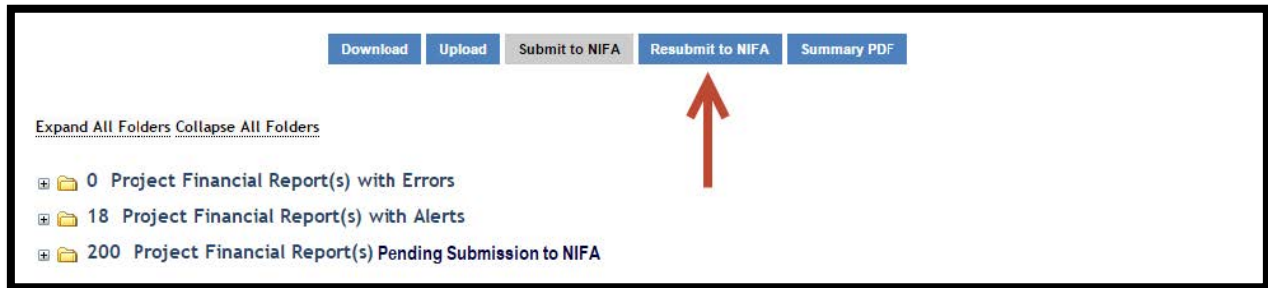 Download Upload Submit to NIFA Resubmit to NIFA Summary PDF
Expand All Folders Collapse All Folders
0 Project Financial Report(s) with Errors
18 Project Financial Report(s) with Alerts
200 Project Financial Report(s) Pending Submission to NIFA